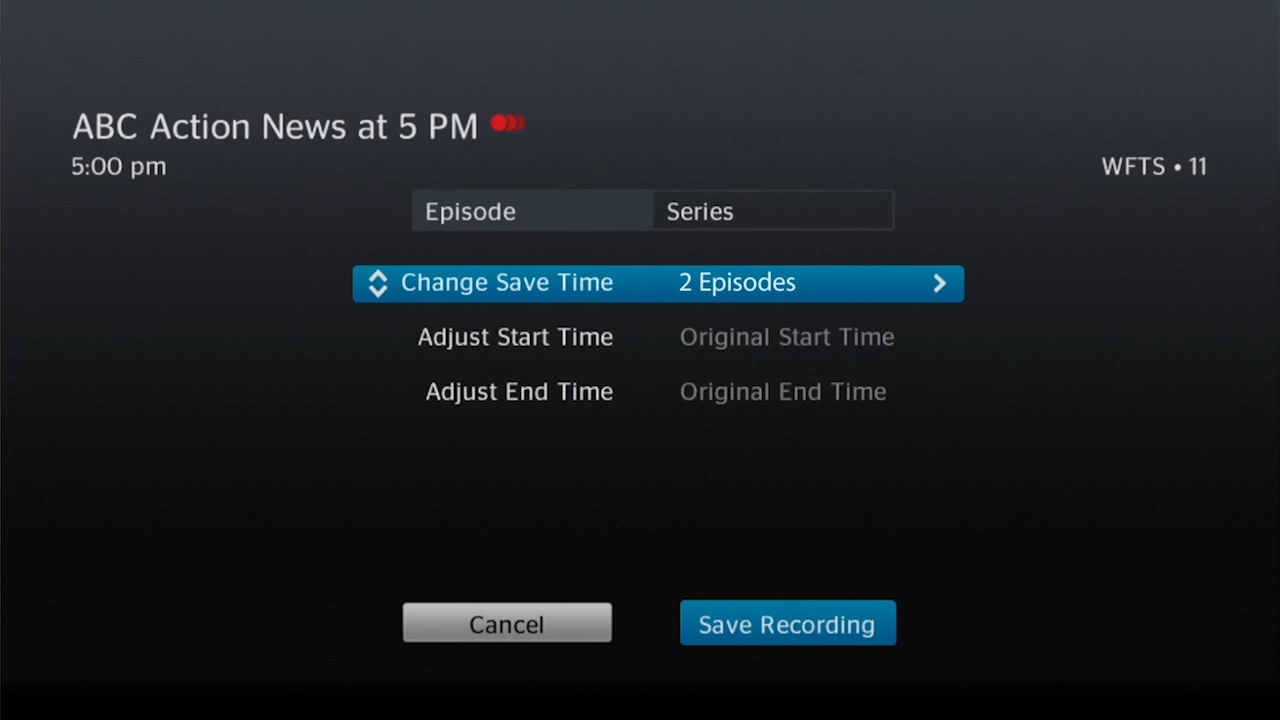 ABC Action News at 5 PM
5:00 pm
WFTS • 11
Episode Series
Change Save Time 2 Episodes
Adjust Start Time Original Start Time
Adjust End Time Original End Time
Cancel Save Recording